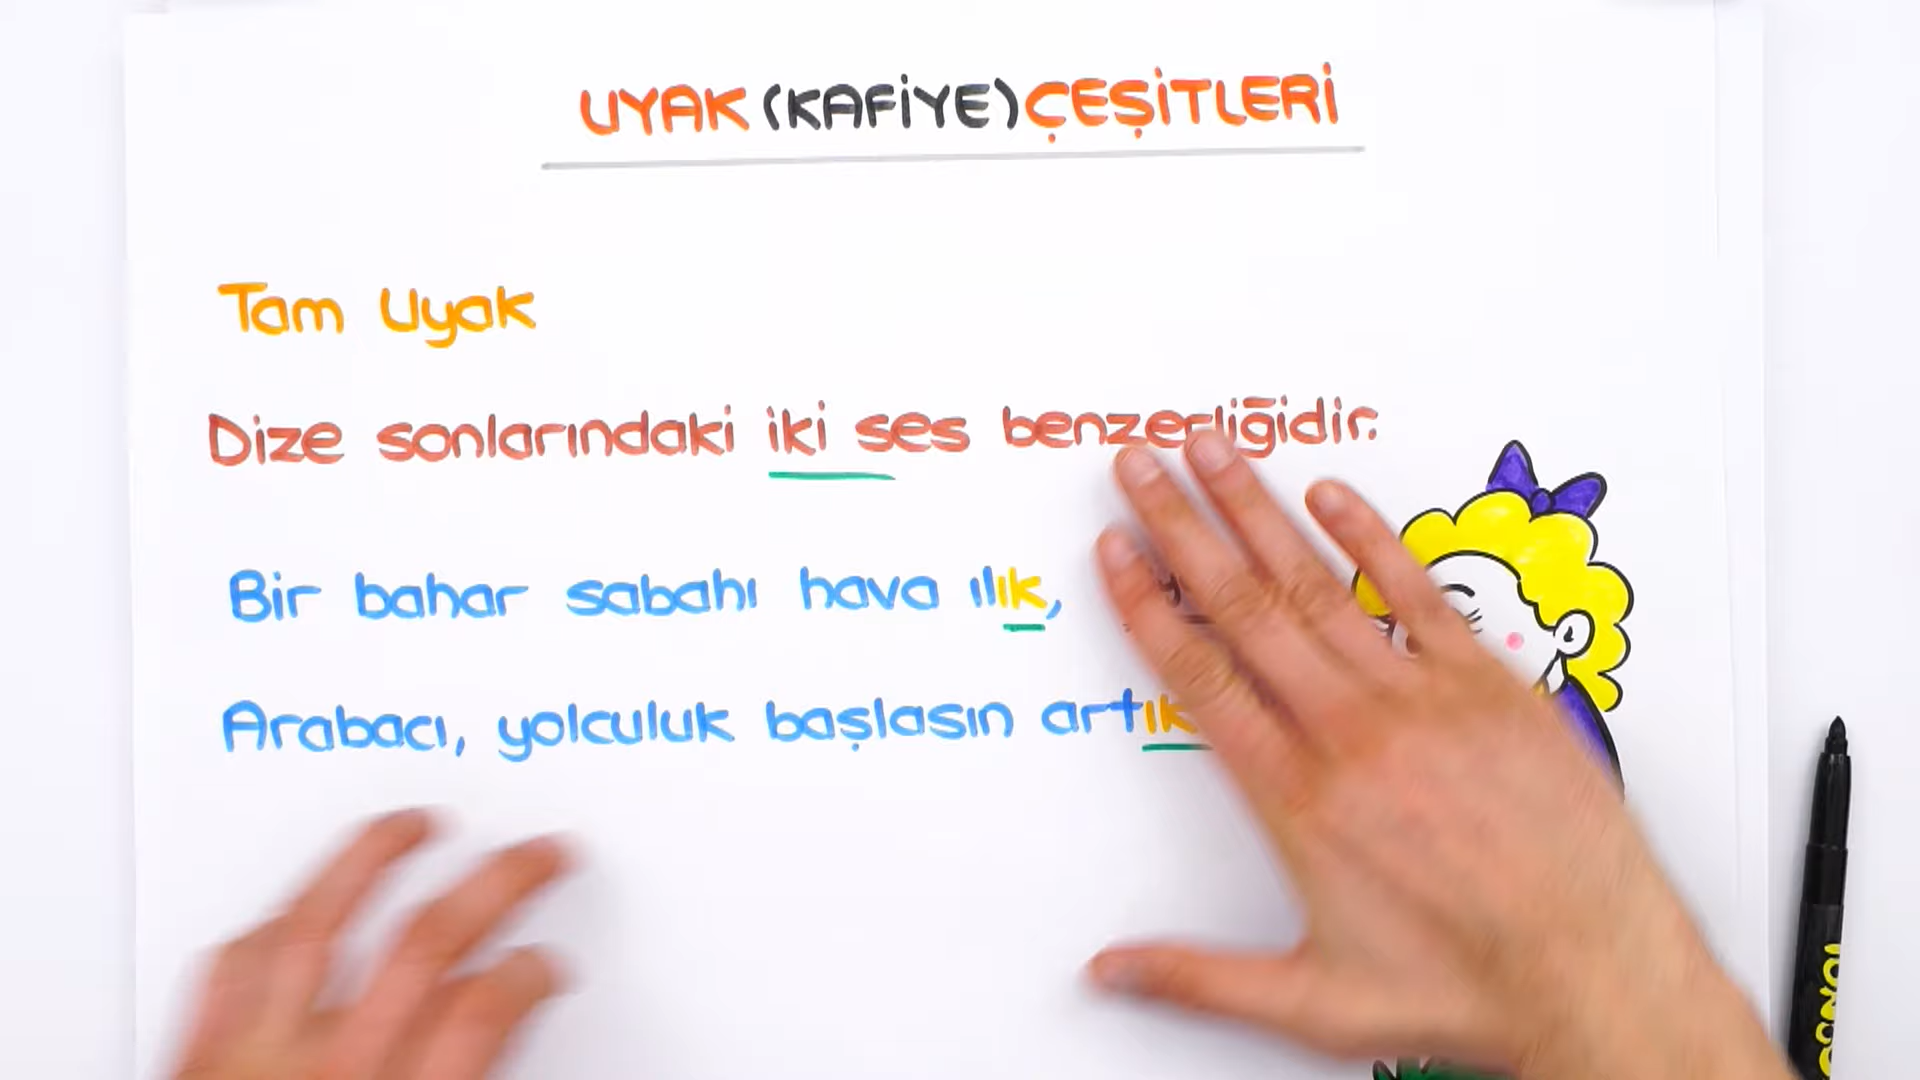 UYAK (KAFİYE) ÇEŞİTLERİ
Tam Uyak
Dize sonlarındaki iki ses benzerliğidir.
Bir bahar sabahı hava ılık,
Arabacı, yolculuk başlasın artık